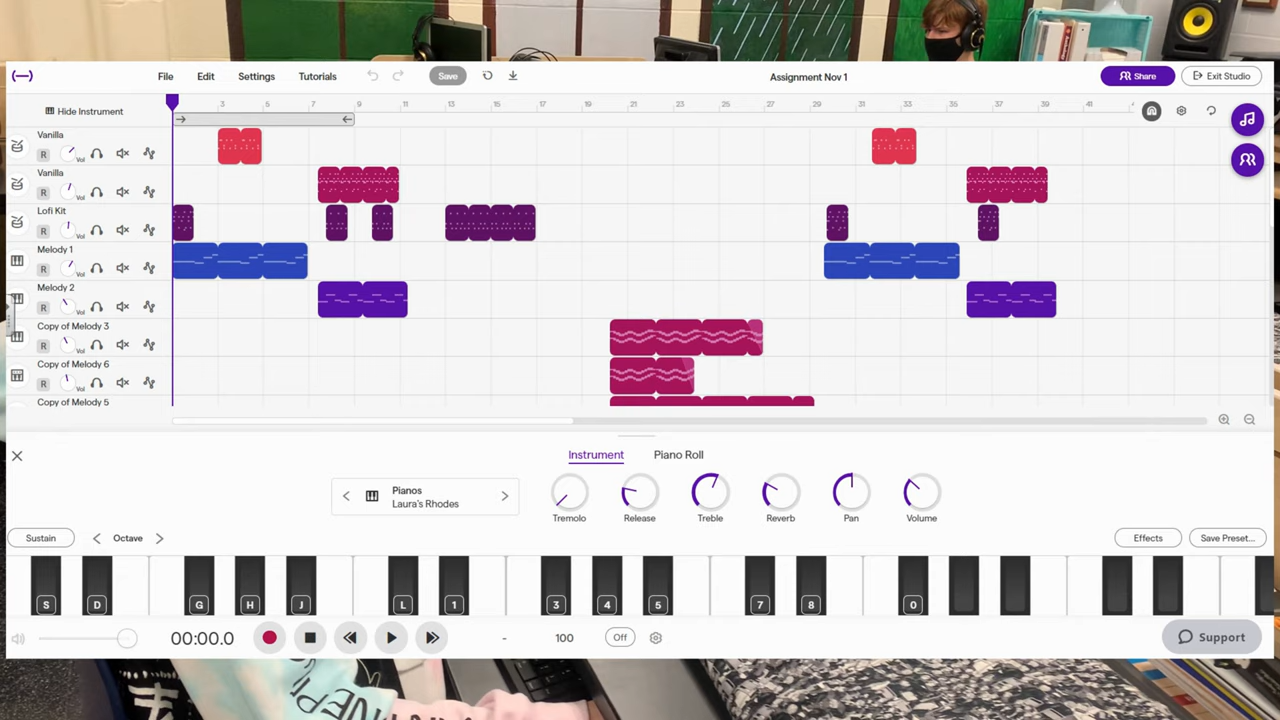 File Edit Settings Tutorials Save Assignment Nov 1 Share Exit Studio
Hide Instrument 3 5 7 9 11 13 15 17 19 21 23 25 27 29 31 33 35 37 39 41
Vanilla
R Vol
Vanilla
R Vol
Lofi Kit
R Vol
Melody 1
R Vol
Melody 2
R Vol
Copy of Melody 3
R Vol
Copy of Melody 6
R Vol
Copy of Melody 5
Instrument Piano Roll
Pianos
Laura's Rhodes
Tremolo Release Treble Reverb Pan Volume
Sustain Octave Effects Save Preset...
S D G H J L 1 3 4 5 7 8 0
00:00.0 - 100 Off Support